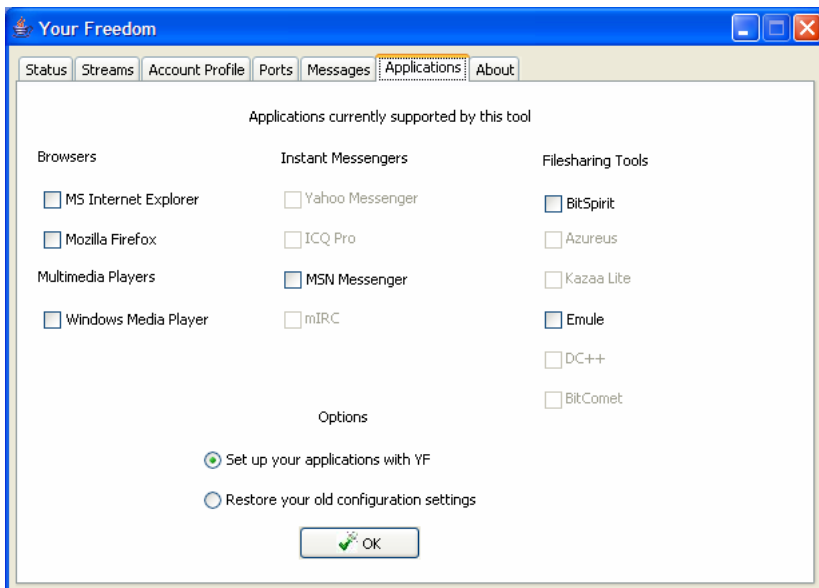 Your Freedom
Status Streams Account Profile Ports Messages Applications About
Applications currently supported by this tool
Browsers
MS Internet Explorer
Mozilla Firefox
Multimedia Players
Windows Media Player
Instant Messengers
Yahoo Messenger
ICQ Pro
MSN Messenger
mIRC
Filesharing Tools
BitSpirit
Azureus
Kazaa Lite
Emule
DC++
BitComet
Options
Set up your applications with YF
Restore your old configuration settings
OK